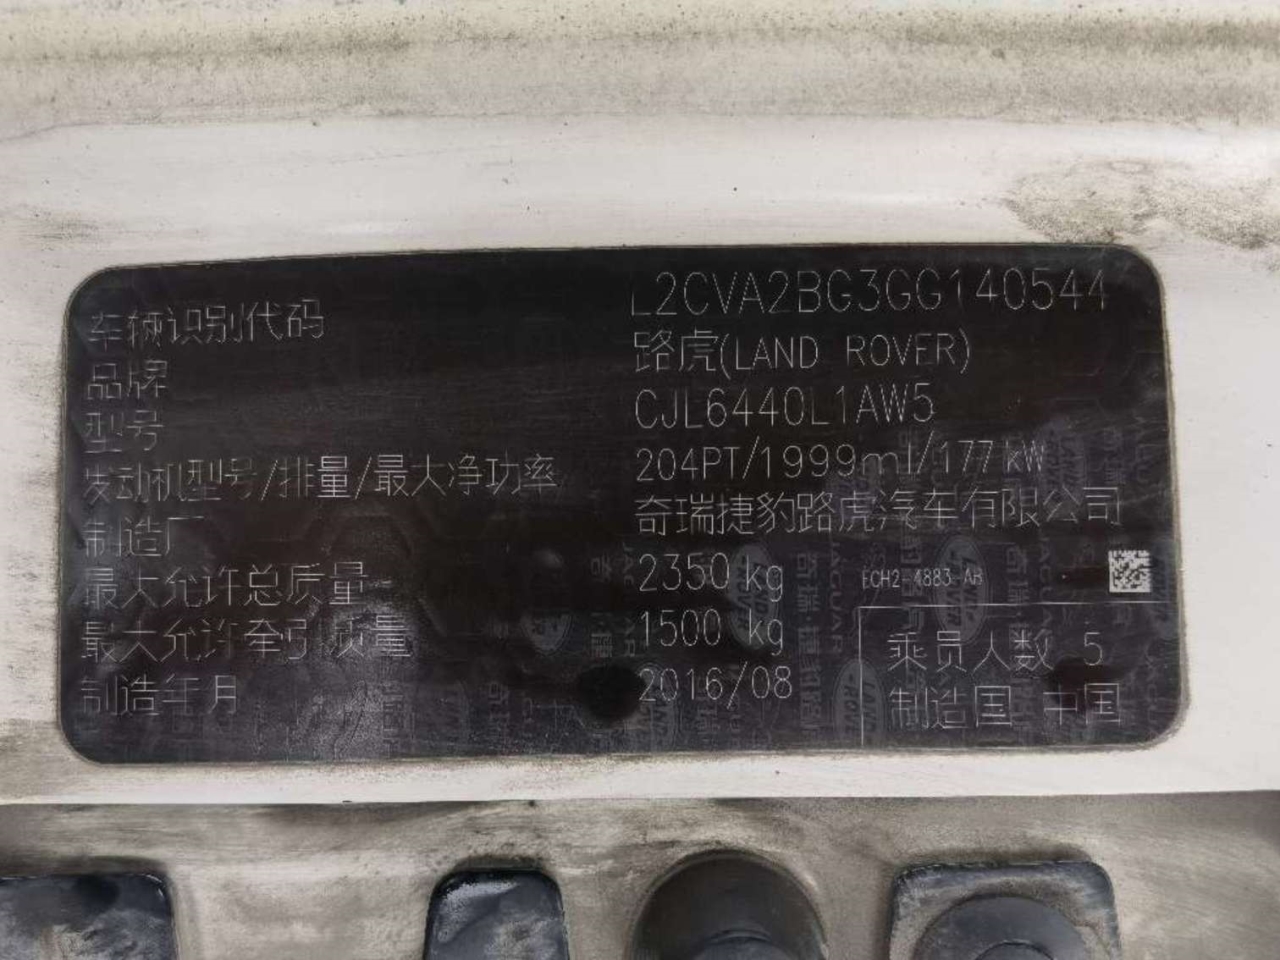 车辆识别代码 L2CVA2BG3GG140544
品牌 路虎(LAND ROVER)
型号 CJL6440L1AW5
发动机型号/排量/最大净功率 204PT/1999ml/177kW
制造厂 奇瑞捷豹路虎汽车有限公司
最大允许总质量 2350 kg
FCH2-4883-AB
最大允许牵引质量 1500 kg
乘员人数 5
制造年月 2016/08
制造国 中国